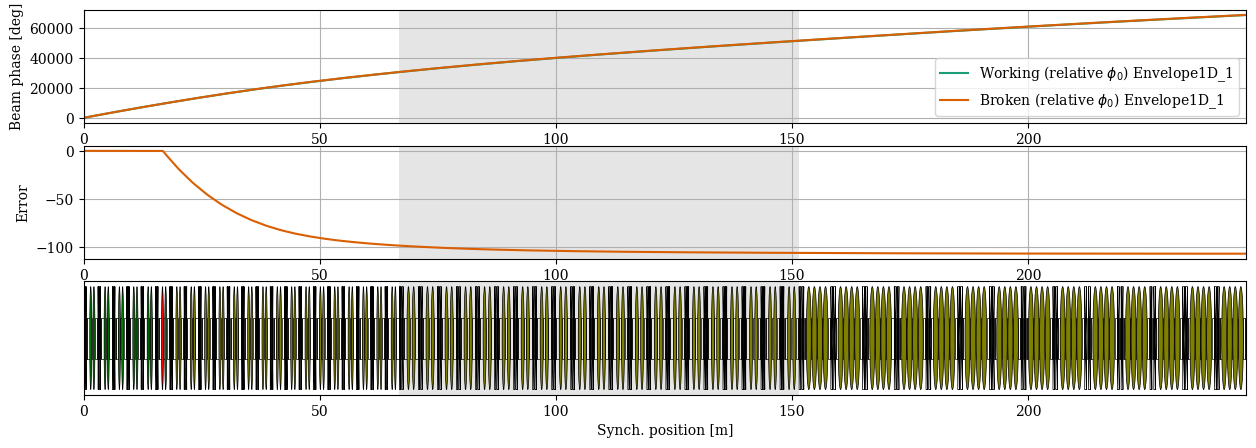 Beam phase [deg]
60000
40000
20000
0
Working (relative ϕ₀) Envelope1D_1
Broken (relative ϕ₀) Envelope1D_1
0 50 100 150 200
Error
0
−50
−100
0 50 100 150 200
0 50 100 150 200
Synch. position [m]